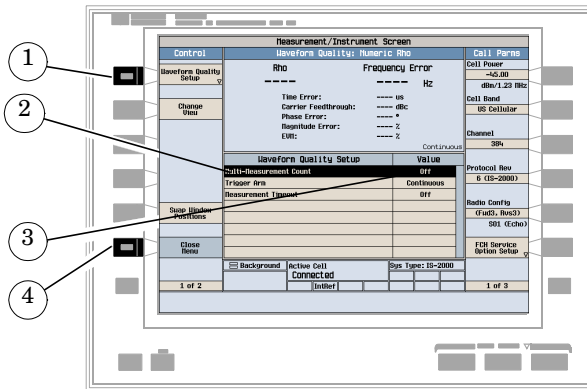 1
2
3
4
Measurement/Instrument Screen
Control
Waveform Quality: Numeric Rho
Call Parms
Waveform Quality
Setup
Change
View
Swap Window
Positions
Close
Menu
1 of 2
Rho
Frequency Error
----
---- Hz
Time Error: ---- us
Carrier Feedthrough: ---- dBc
Phase Error: ---- °
Magnitude Error: ---- %
EVM: ---- %
Continuous
Waveform Quality Setup Value
Multi-Measurement Count Off
Trigger Arm Continuous
Measurement Timeout Off
Background
Active Cell
Connected
Sys Type: IS-2000
IntRef
Cell Power
-45.00
dBm/1.23 MHz
Cell Band
US Cellular
Channel
384
Protocol Rev
6 (IS-2000)
Radio Config
(Fwd3, Rvs3)
SO1 (Echo)
FCH Service
Option Setup
1 of 3